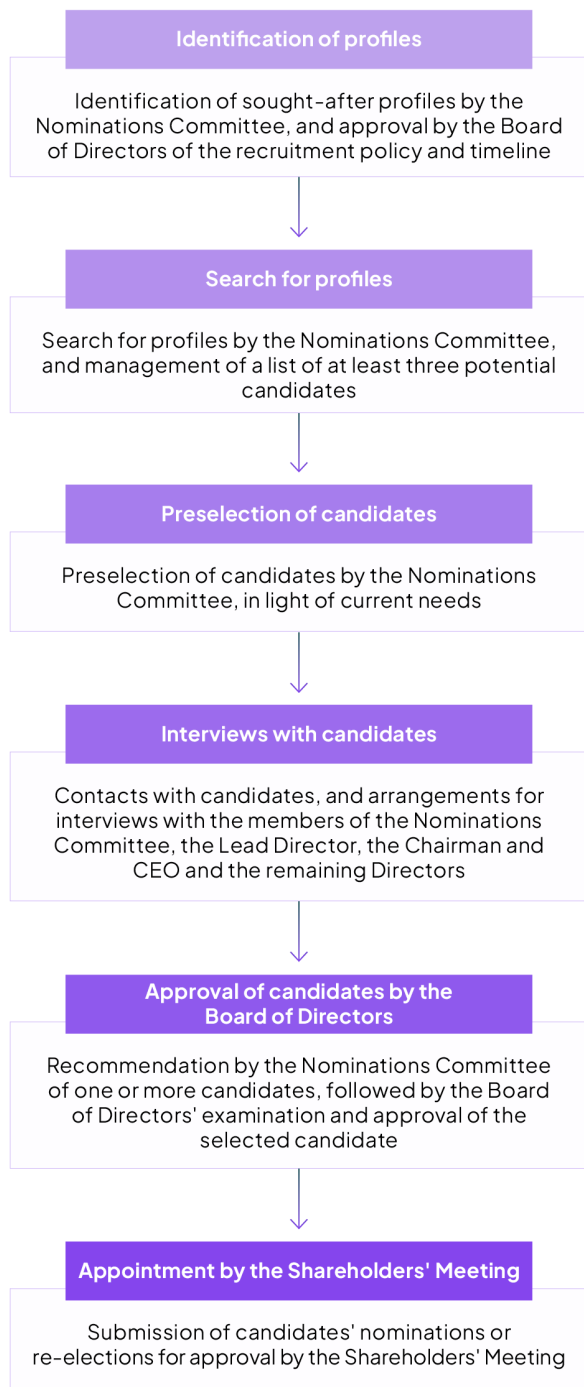 Identification of profiles
Identification of sought-after profiles by the
Nominations Committee, and approval by the Board
of Directors of the recruitment policy and timeline
Search for profiles
Search for profiles by the Nominations Committee,
and management of a list of at least three potential
candidates
Preselection of candidates
Preselection of candidates by the Nominations
Committee, in light of current needs
Interviews with candidates
Contacts with candidates, and arrangements for
interviews with the members of the Nominations
Committee, the Lead Director, the Chairman and
CEO and the remaining Directors
Approval of candidates by the
Board of Directors
Recommendation by the Nominations Committee
of one or more candidates, followed by the Board
of Directors' examination and approval of the
selected candidate
Appointment by the Shareholders' Meeting
Submission of candidates' nominations or
re-elections for approval by the Shareholders' Meeting